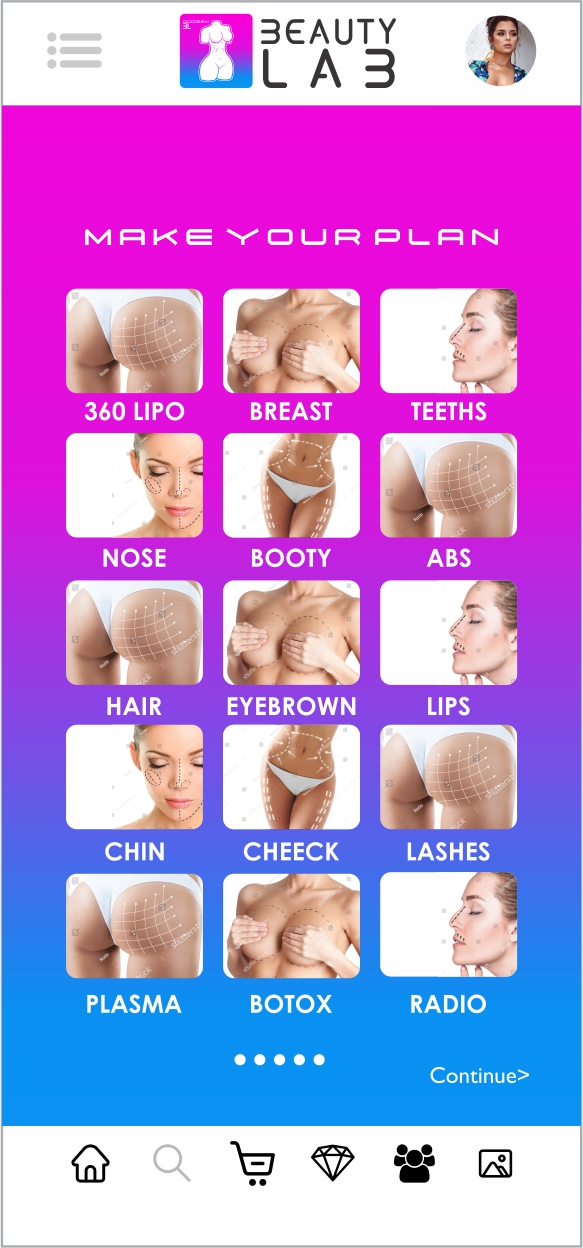 BEAUTY
LAB
MAKE YOUR PLAN
360 LIPO BREAST TEETHS
NOSE BOOTY ABS
HAIR EYEBROWN LIPS
CHIN CHEECK LASHES
PLASMA BOTOX RADIO
Continue>